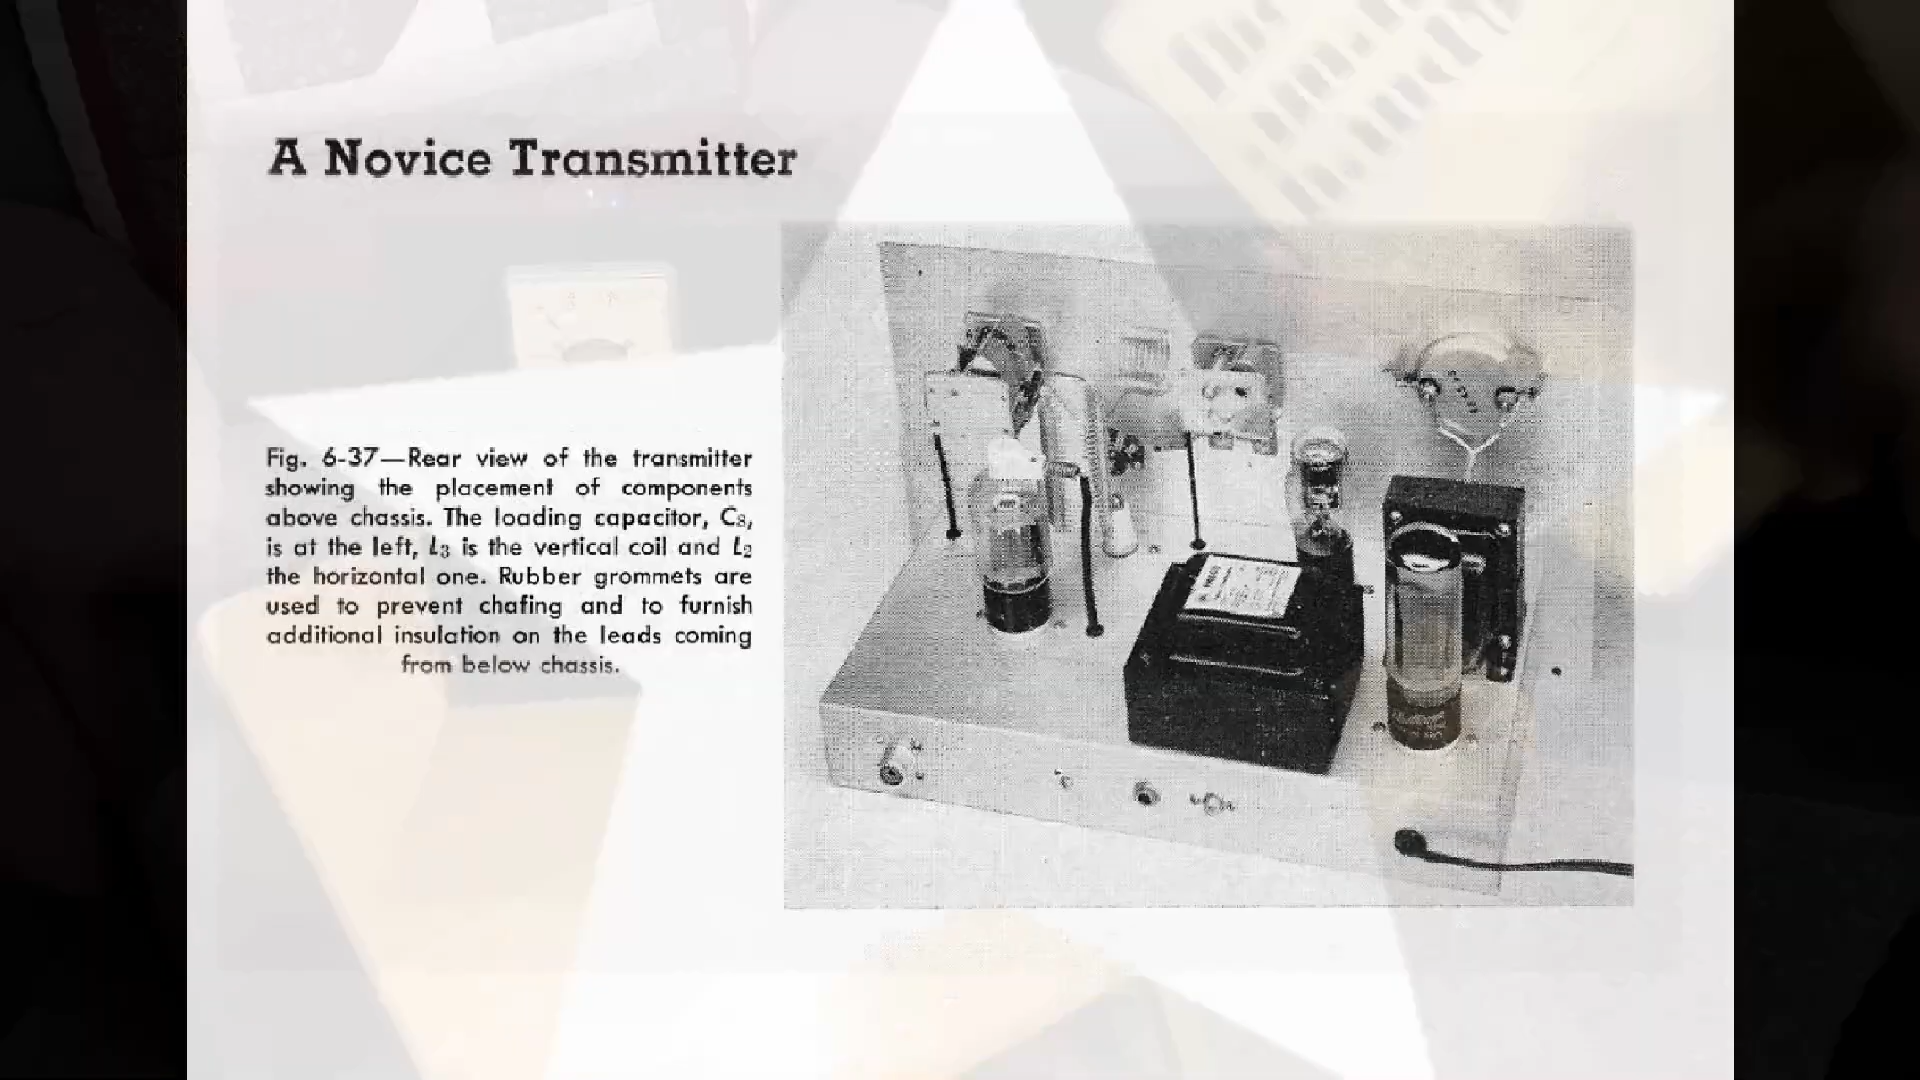 A Novice Transmitter
Fig. 6-37—Rear view of the transmitter
showing the placement of components
above chassis. The loading capacitor, C8,
is at the left, L3 is the vertical coil and L2
the horizontal one. Rubber grommets are
used to prevent chafing and to furnish
additional insulation on the leads coming
from below chassis.